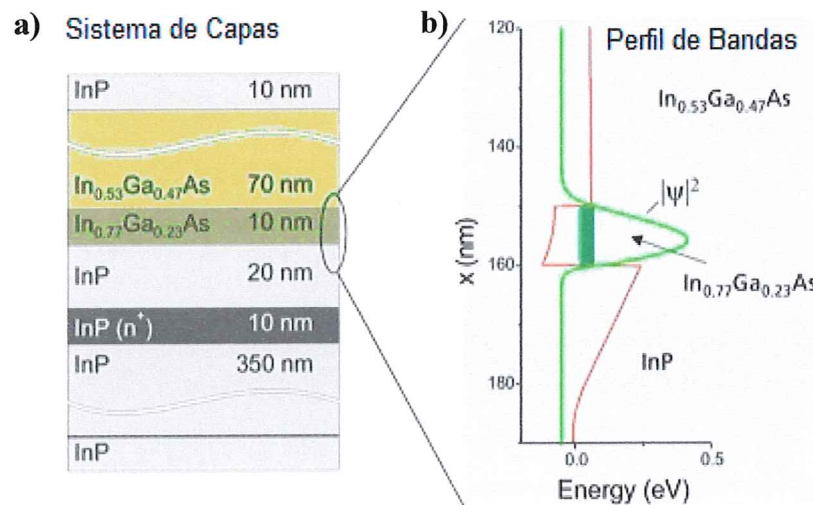 a) Sistema de Capas
InP 10 nm
In₀.₅₃Ga₀.₄₇As 70 nm
In₀.₇₇Ga₀.₂₃As 10 nm
InP 20 nm
InP (n⁺) 10 nm
InP 350 nm
InP
b)
Perfil de Bandas
120
In₀.₅₃Ga₀.₄₇As
140
|ψ|²
x (nm)
160
In₀.₇₇Ga₀.₂₃As
InP
180
0.0 0.5
Energy (eV)